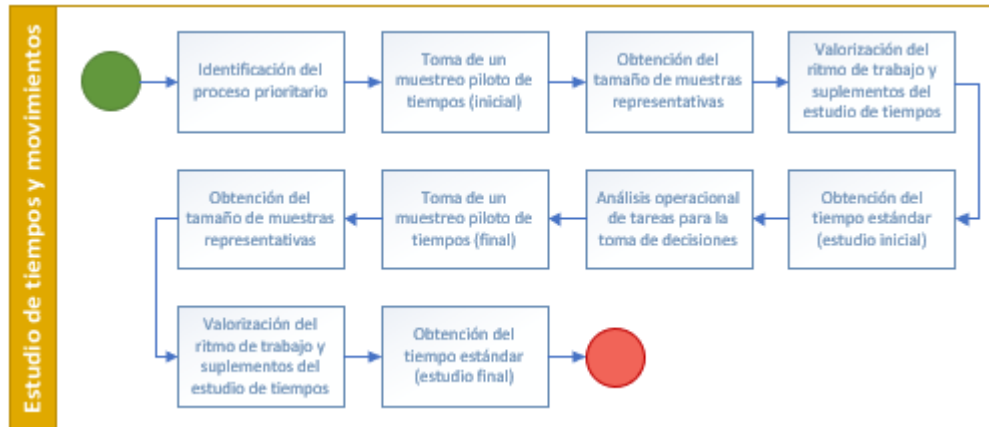 Estudio de tiempos y movimientos
Identificación del
proceso prioritario
Toma de un
muestreo piloto de
tiempos (inicial)
Obtención del
tamaño de muestras
representativas
Valorización del
ritmo de trabajo y
suplementos del
estudio de tiempos
Obtención del
tiempo estándar
(estudio inicial)
Análisis operacional
de tareas para la
toma de decisiones
Toma de un
muestreo piloto de
tiempos (final)
Obtención del
tamaño de muestras
representativas
Valorización del
ritmo de trabajo y
suplementos del
estudio de tiempos
Obtención del
tiempo estándar
(estudio final)